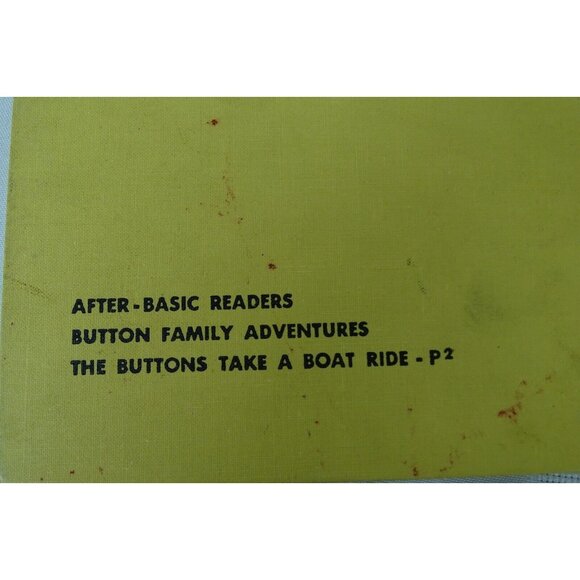 AFTER-BASIC READERS
BUTTON FAMILY ADVENTURES
THE BUTTONS TAKE A BOAT RIDE - P²